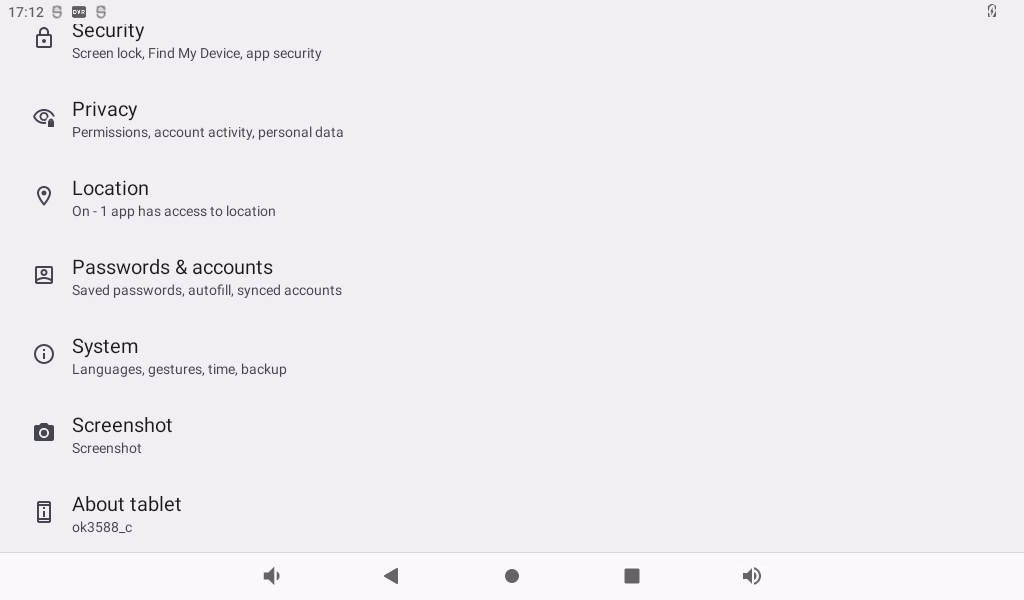 17:12
Security
Screen lock, Find My Device, app security
Privacy
Permissions, account activity, personal data
Location
On - 1 app has access to location
Passwords & accounts
Saved passwords, autofill, synced accounts
System
Languages, gestures, time, backup
Screenshot
Screenshot
About tablet
ok3588_c